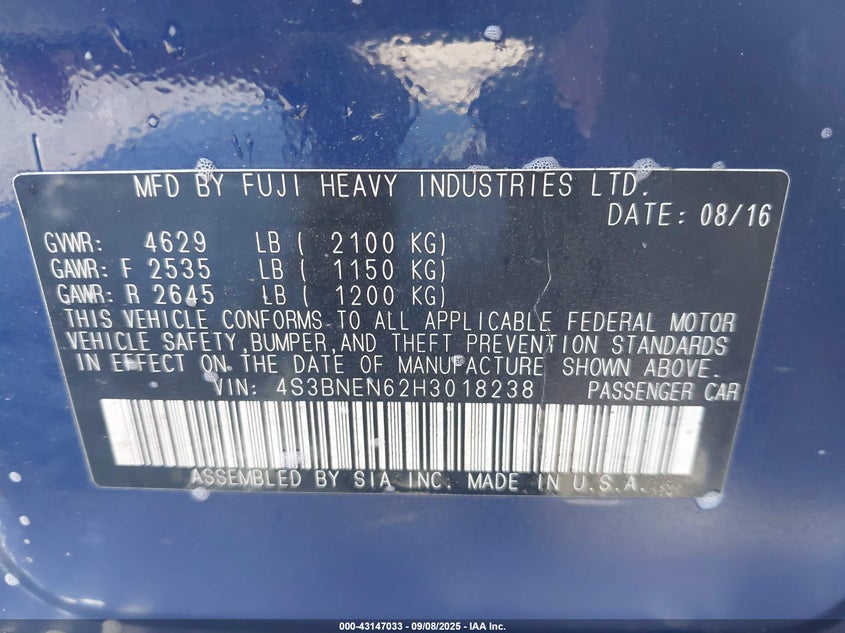 MFD BY FUJI HEAVY INDUSTRIES LTD.
DATE: 08/16
GVWR: 4629 LB ( 2100 KG)
GAWR: F 2535 LB ( 1150 KG)
GAWR: R 2645 LB ( 1200 KG)
THIS VEHICLE CONFORMS TO ALL APPLICABLE FEDERAL MOTOR
VEHICLE SAFETY, BUMPER, AND THEFT PREVENTION STANDARDS
IN EFFECT ON THE DATE OF MANUFACTURE SHOWN ABOVE.
VIN: 4S3BNEN62H3018238 PASSENGER CAR
ASSEMBLED BY SIA INC. MADE IN U.S.A.
000-43147033 - 09/08/2025 - IAA Inc.